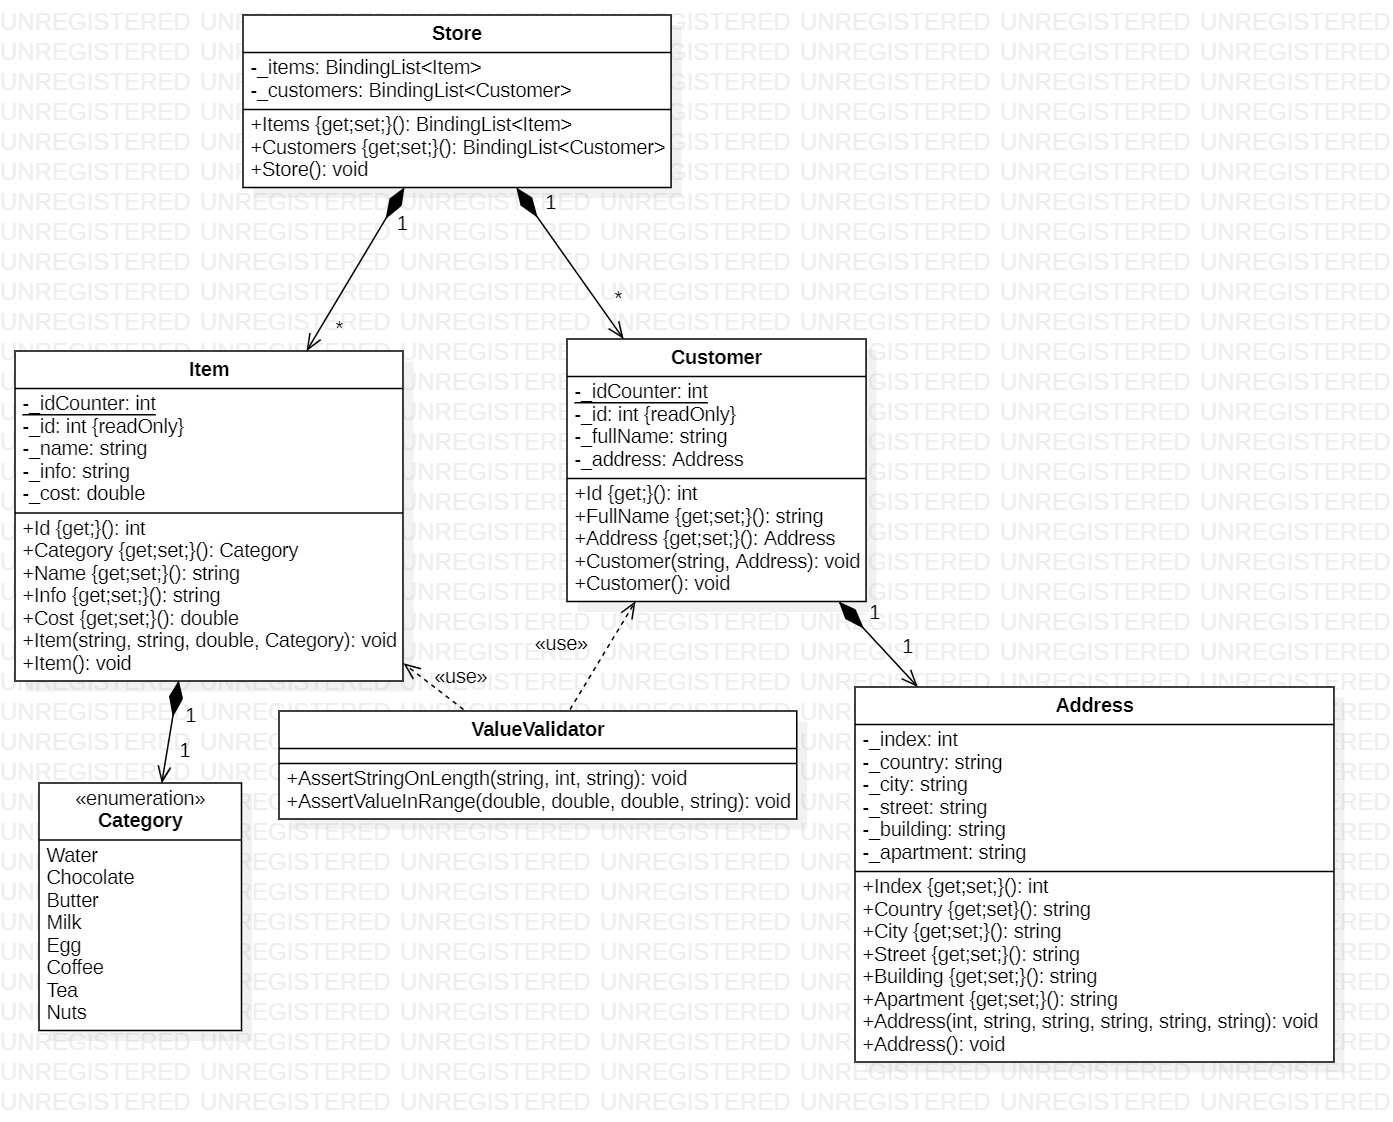 Store
-_items: BindingList<Item>
-_customers: BindingList<Customer>
+Items {get;set;}(): BindingList<Item>
+Customers {get;set;}(): BindingList<Customer>
+Store(): void
1
1
*
*
Item
-_idCounter: int
-_id: int {readOnly}
-_name: string
-_info: string
-_cost: double
+Id {get;}(): int
+Category {get;set;}(): Category
+Name {get;set;}(): string
+Info {get;set;}(): string
+Cost {get;set;}(): double
+Item(string, string, double, Category): void
+Item(): void
Customer
-_idCounter: int
-_id: int {readOnly}
-_fullName: string
-_address: Address
+Id {get;}(): int
+FullName {get;set;}(): string
+Address {get;set;}(): Address
+Customer(string, Address): void
+Customer(): void
1
1
«use»
«use»
1
1
ValueValidator
+AssertStringOnLength(string, int, string): void
+AssertValueInRange(double, double, double, string): void
«enumeration»
Category
Water
Chocolate
Butter
Milk
Egg
Coffee
Tea
Nuts
Address
-_index: int
-_country: string
-_city: string
-_street: string
-_building: string
-_apartment: string
+Index {get;set;}(): int
+Country {get;set}(): string
+City {get;set;}(): string
+Street {get;set;}(): string
+Building {get;set;}(): string
+Apartment {get;set;}(): string
+Address(int, string, string, string, string, string): void
+Address(): void
UNREGISTERED